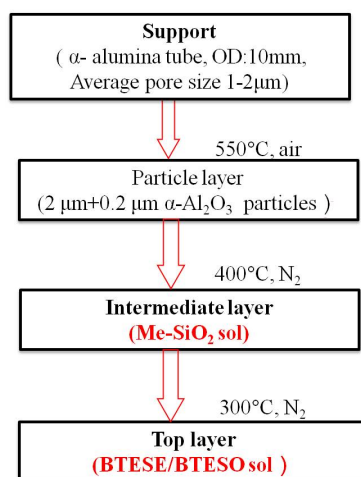 Support
( α- alumina tube, OD:10mm,
Average pore size 1-2μm)
550°C, air
Particle layer
(2 μm+0.2 μm α-Al₂O₃ particles )
400°C, N₂
Intermediate layer
(Me-SiO₂ sol)
300°C, N₂
Top layer
(BTESE/BTESO sol )